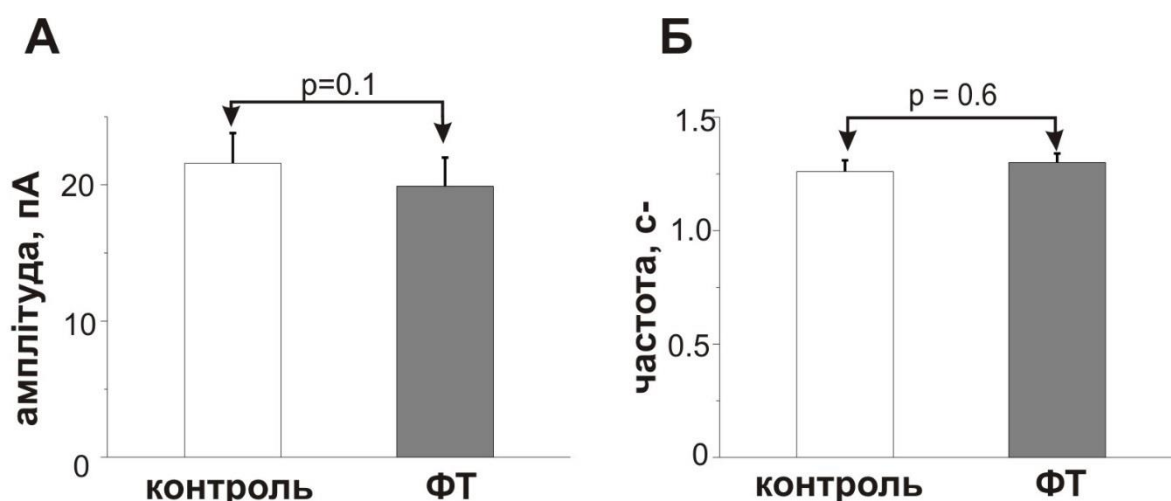 А
p=0.1
амплітуда, пА
20
10
0
контроль
ФТ
Б
p = 0.6
частота, с-
1.5
1.0
0.5
0
контроль
ФТ